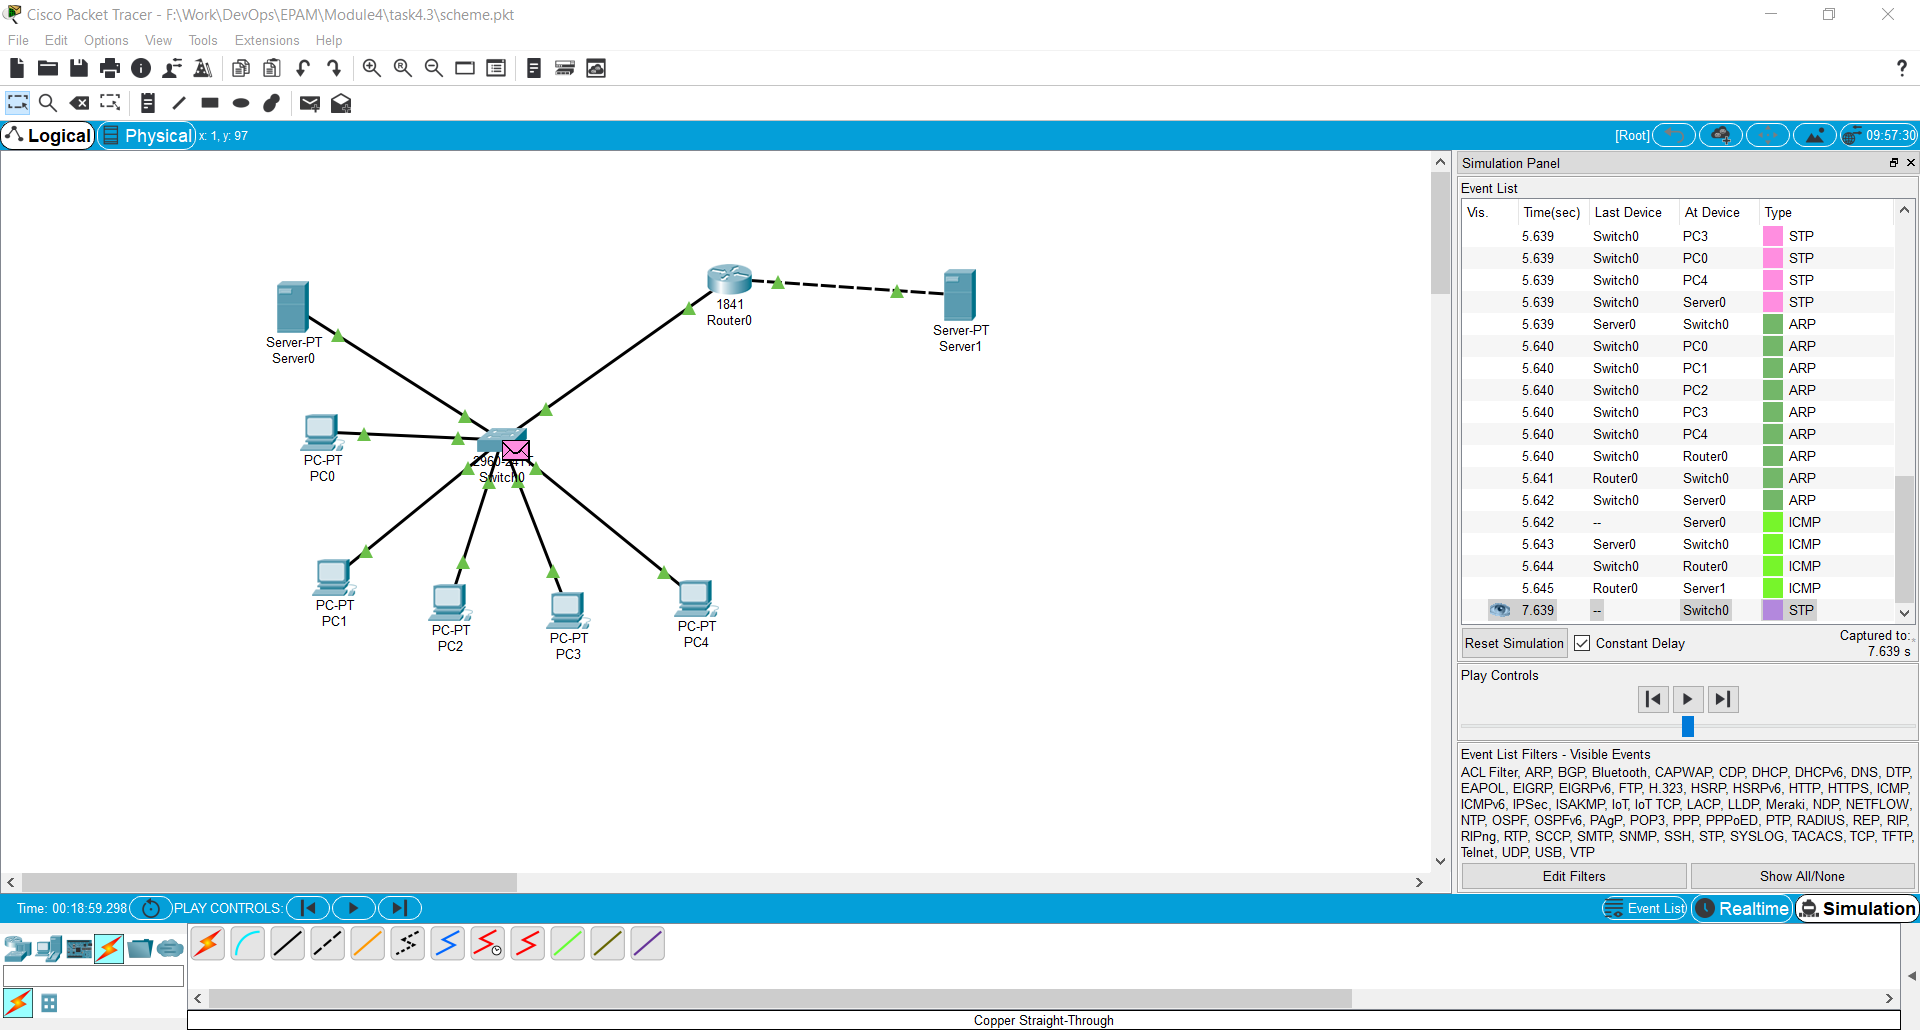 Cisco Packet Tracer - F:\Work\DevOps\EPAM\Module4\task4.3\scheme.pkt
File Edit Options View Tools Extensions Help
?
Logical Physical x: 1, y: 97 [Root] 09:57:30
Server-PT
Server0
1841
Router0
Server-PT
Server1
PC-PT
PC0
2960-24TT
Switch0
PC-PT
PC1
PC-PT
PC2
PC-PT
PC3
PC-PT
PC4
Simulation Panel
Event List
Vis. Time(sec) Last Device At Device Type
5.639 Switch0 PC3 STP
5.639 Switch0 PC0 STP
5.639 Switch0 PC4 STP
5.639 Switch0 Server0 STP
5.639 Server0 Switch0 ARP
5.640 Switch0 PC0 ARP
5.640 Switch0 PC1 ARP
5.640 Switch0 PC2 ARP
5.640 Switch0 PC3 ARP
5.640 Switch0 PC4 ARP
5.640 Switch0 Router0 ARP
5.641 Router0 Switch0 ARP
5.642 Switch0 Server0 ARP
5.642 -- Server0 ICMP
5.643 Server0 Switch0 ICMP
5.644 Switch0 Router0 ICMP
5.645 Router0 Server1 ICMP
7.639 -- Switch0 STP
Reset Simulation Constant Delay Captured to:
7.639 s
Play Controls
Event List Filters - Visible Events
ACL Filter, ARP, BGP, Bluetooth, CAPWAP, CDP, DHCP, DHCPv6, DNS, DTP,
EAPOL, EIGRP, EIGRPv6, FTP, H.323, HSRP, HSRPv6, HTTP, HTTPS, ICMP,
ICMPv6, IPSec, ISAKMP, IoT, IoT TCP, LACP, LLDP, Meraki, NDP, NETFLOW,
NTP, OSPF, OSPFv6, PAgP, POP3, PPP, PPPoED, PTP, RADIUS, REP, RIP,
RIPng, RTP, SCCP, SMTP, SNMP, SSH, STP, SYSLOG, TACACS, TCP, TFTP,
Telnet, UDP, USB, VTP
Edit Filters Show All/None
Time: 00:18:59.298 PLAY CONTROLS: Event List Realtime Simulation
Copper Straight-Through